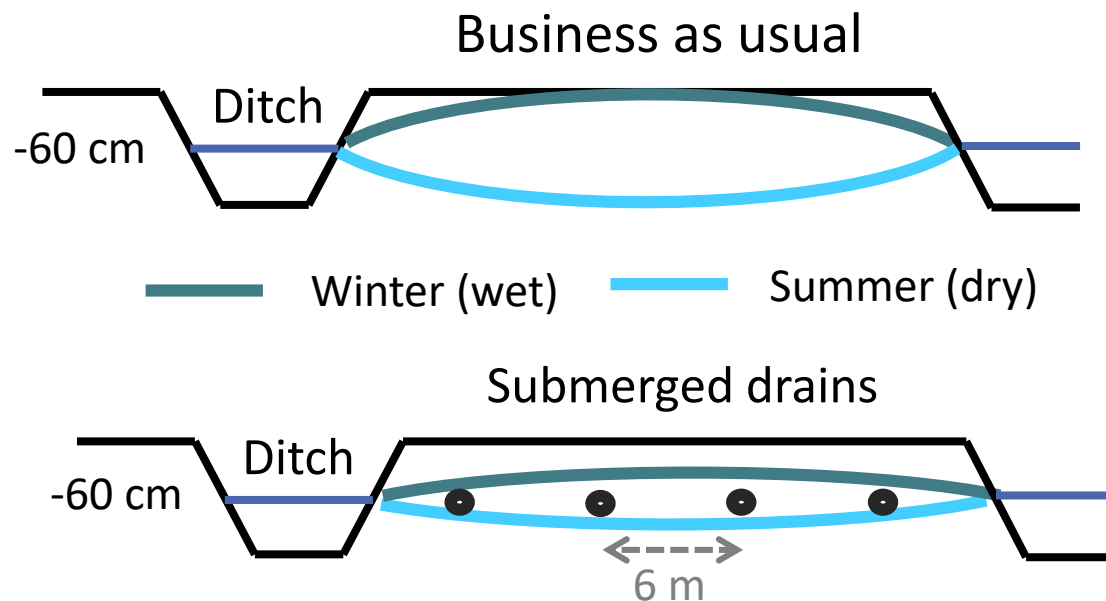 Business as usual
Ditch
-60 cm
Winter (wet)
Summer (dry)
Submerged drains
Ditch
-60 cm
6 m